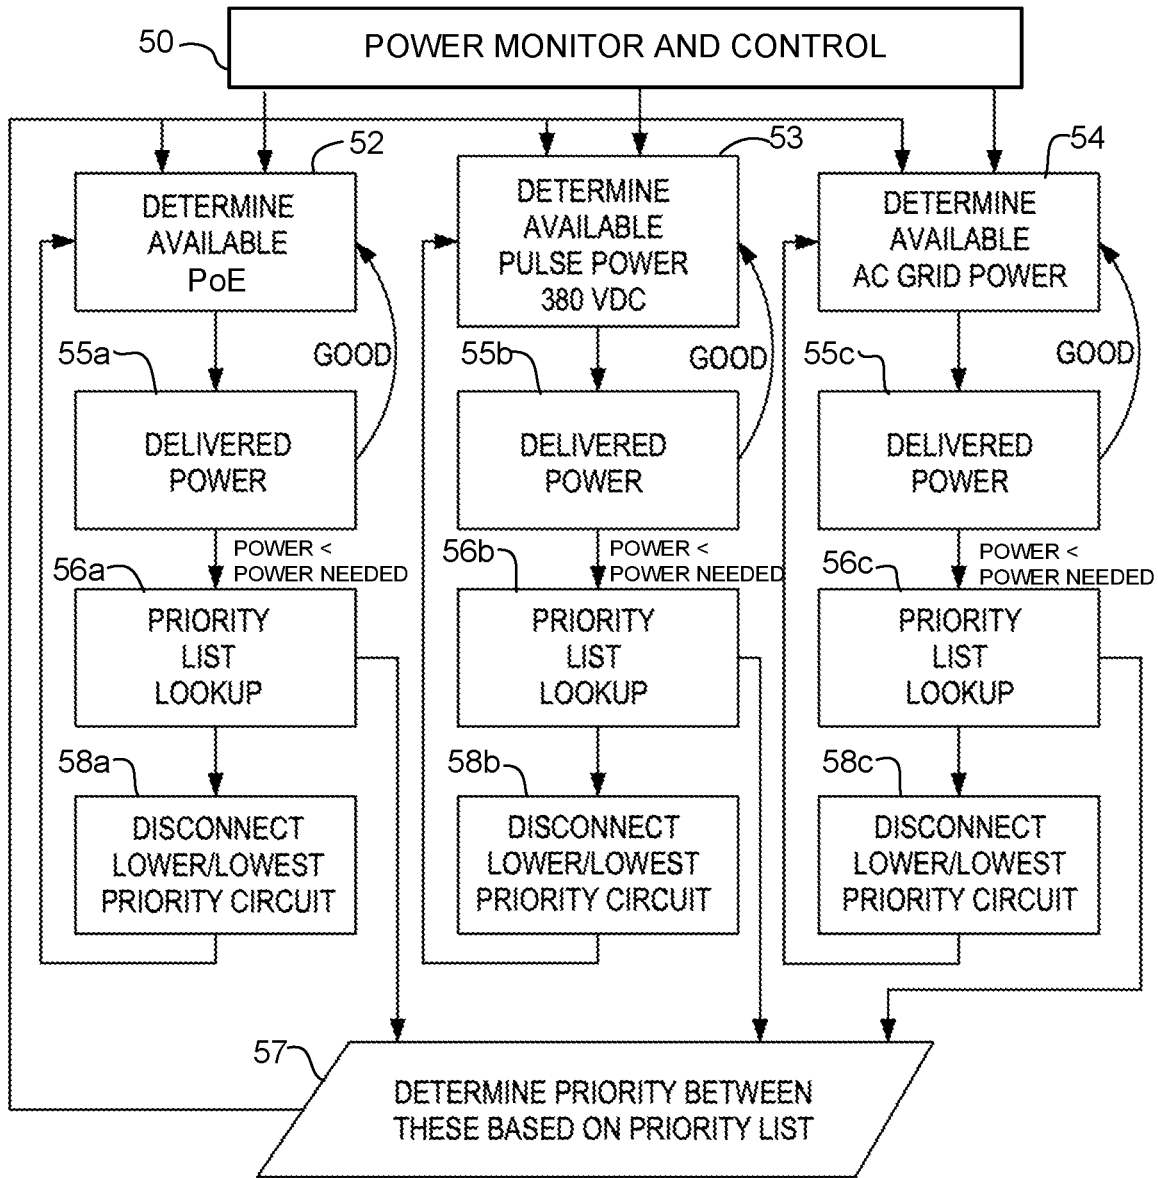 50
POWER MONITOR AND CONTROL
52
DETERMINE
AVAILABLE
PoE
53
DETERMINE
AVAILABLE
PULSE POWER
380 VDC
54
DETERMINE
AVAILABLE
AC GRID POWER
55a
GOOD
DELIVERED
POWER
55b
GOOD
DELIVERED
POWER
55c
GOOD
DELIVERED
POWER
POWER <
POWER NEEDED
56a
PRIORITY
LIST
LOOKUP
POWER <
POWER NEEDED
56b
PRIORITY
LIST
LOOKUP
POWER <
POWER NEEDED
56c
PRIORITY
LIST
LOOKUP
58a
DISCONNECT
LOWER/LOWEST
PRIORITY CIRCUIT
58b
DISCONNECT
LOWER/LOWEST
PRIORITY CIRCUIT
58c
DISCONNECT
LOWER/LOWEST
PRIORITY CIRCUIT
57
DETERMINE PRIORITY BETWEEN
THESE BASED ON PRIORITY LIST